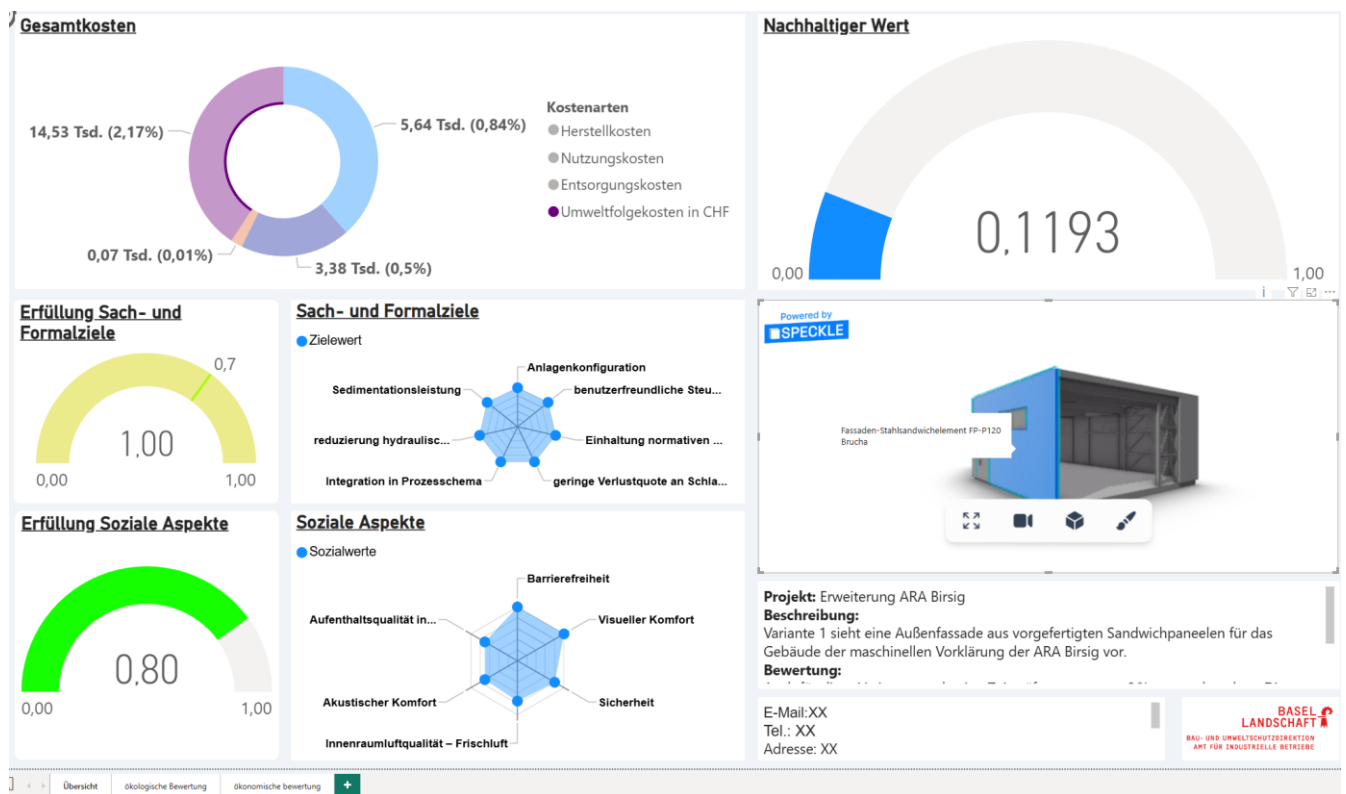 Gesamtkosten
14,53 Tsd. (2,17%)
5,64 Tsd. (0,84%)
0,07 Tsd. (0,01%)
3,38 Tsd. (0,5%)
Kostenarten
Herstellkosten
Nutzungskosten
Entsorgungskosten
Umweltfolgekosten in CHF
Nachhaltiger Wert
0,1193
0,00
1,00
Erfüllung Sach- und
Formalziele
0,7
1,00
0,00
1,00
Sach- und Formalziele
Zielewert
Anlagenkonfiguration
Sedimentationsleistung
benutzerfreundliche Steu...
reduzierung hydraulisc...
Einhaltung normativen ...
Integration in Prozesschema
geringe Verlustquote an Schla...
Powered by
SPECKLE
Fassaden-Stahlsandwichelement FP-P120
Brucha
Erfüllung Soziale Aspekte
0,80
0,00
1,00
Soziale Aspekte
Sozialwerte
Barrierefreiheit
Aufenthaltsqualität in...
Visueller Komfort
Akustischer Komfort
Sicherheit
Innenraumluftqualität – Frischluft
Projekt: Erweiterung ARA Birsig
Beschreibung:
Variante 1 sieht eine Außenfassade aus vorgefertigten Sandwichpaneelen für das
Gebäude der maschinellen Vorklärung der ARA Birsig vor.
Bewertung:
E-Mail:XX
Tel.: XX
Adresse: XX
BASEL
LANDSCHAFT
BAU- UND UMWELTSCHUTZDIREKTION
AMT FÜR INDUSTRIELLE BETRIEBE
Übersicht
ökologische Bewertung
ökonomische bewertung
+